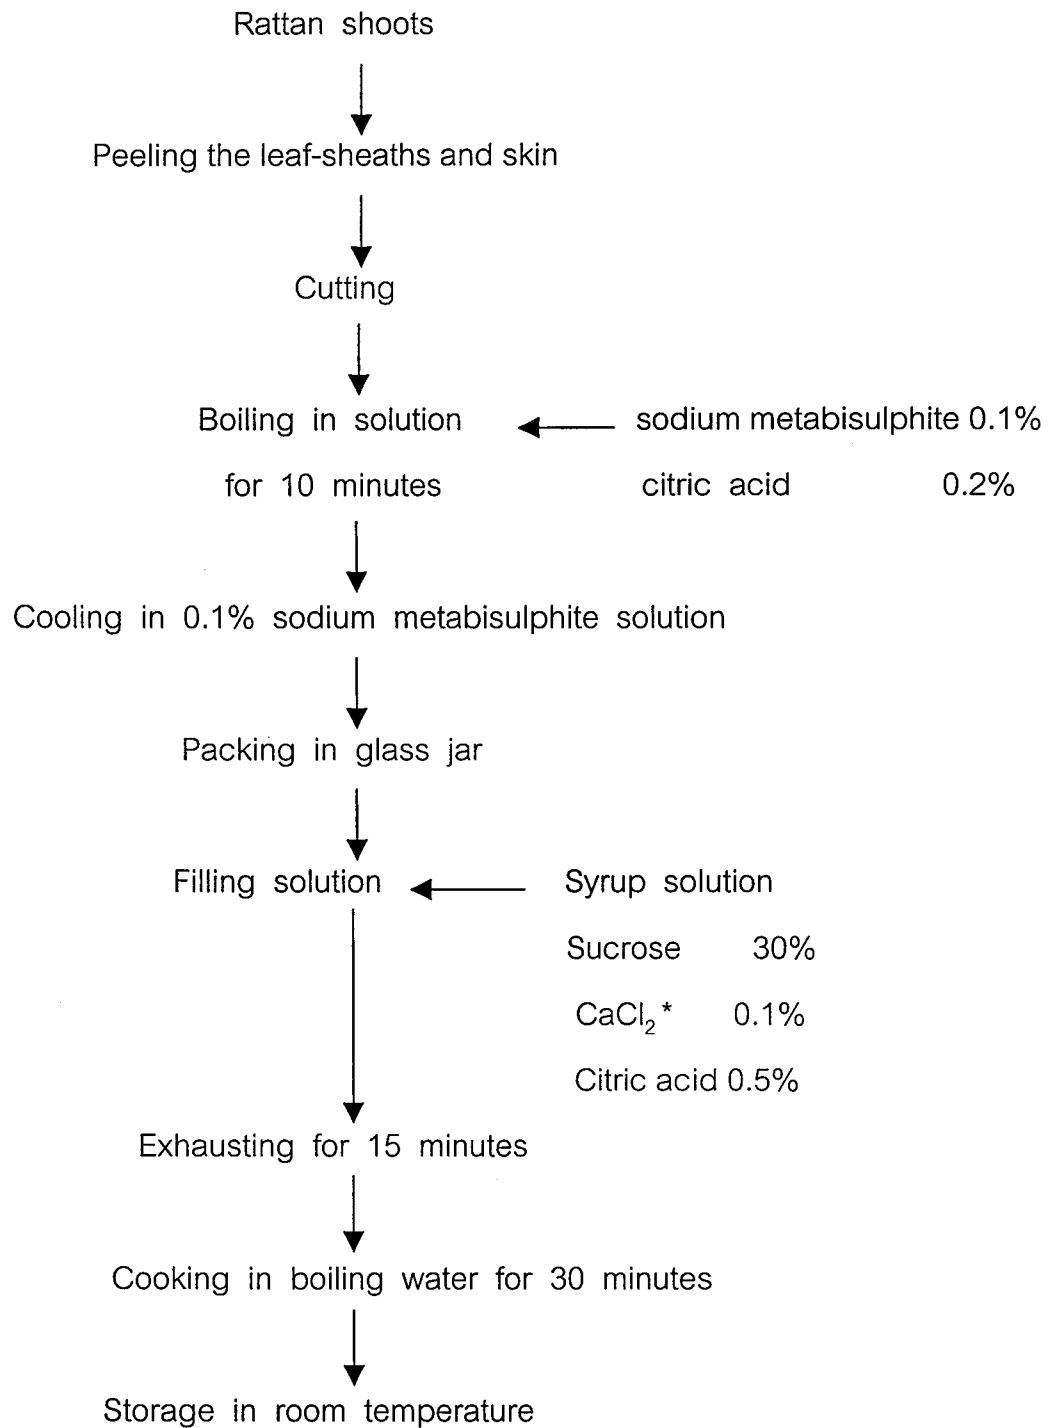 Rattan shoots
Peeling the leaf-sheaths and skin
Cutting
Boiling in solution
for 10 minutes
sodium metabisulphite 0.1%
citric acid 0.2%
Cooling in 0.1% sodium metabisulphite solution
Packing in glass jar
Filling solution
Syrup solution
Sucrose 30%
CaCl₂* 0.1%
Citric acid 0.5%
Exhausting for 15 minutes
Cooking in boiling water for 30 minutes
Storage in room temperature